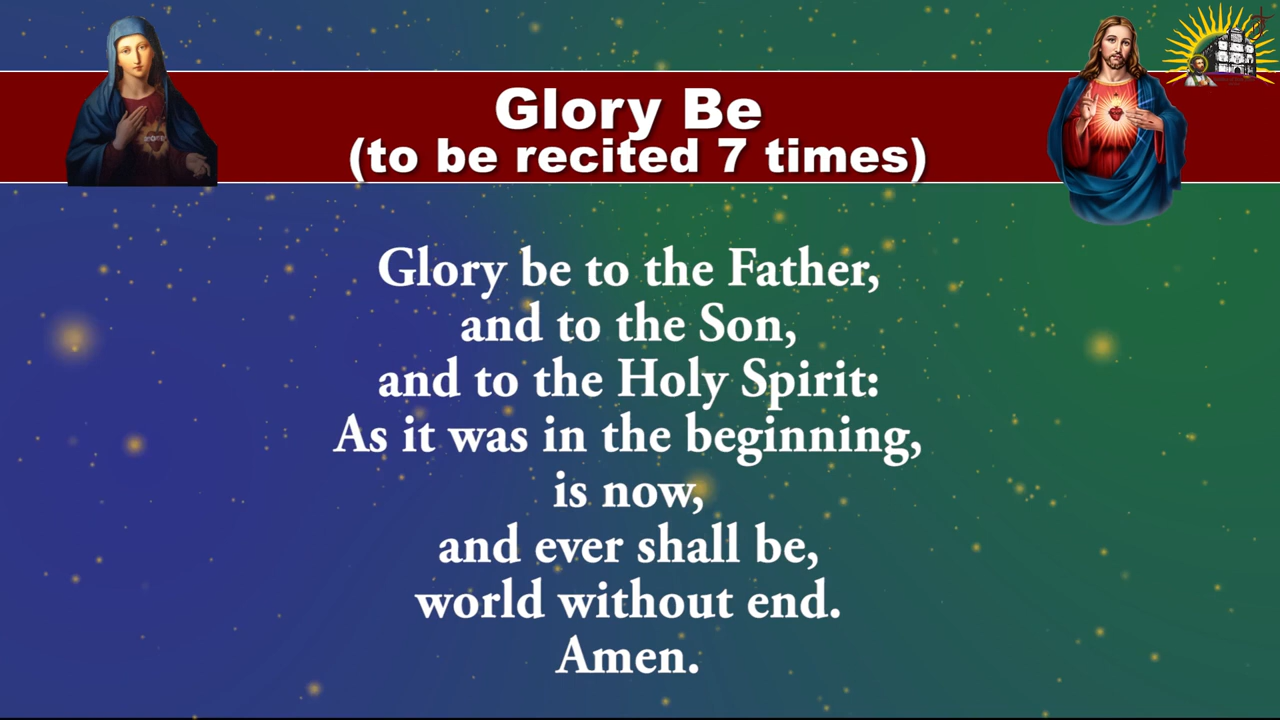 Glory Be
(to be recited 7 times)
Glory be to the Father,
and to the Son,
and to the Holy Spirit:
As it was in the beginning,
is now,
and ever shall be,
world without end.
Amen.